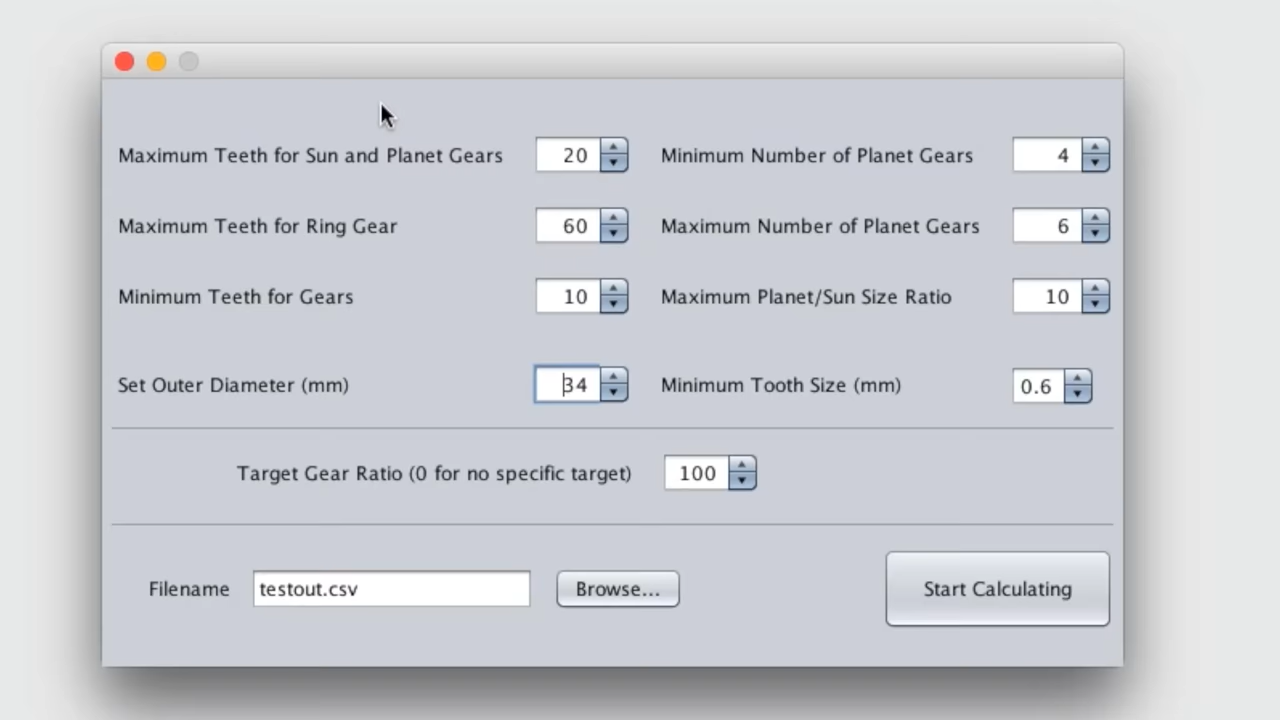 Maximum Teeth for Sun and Planet Gears 20 Minimum Number of Planet Gears 4
Maximum Teeth for Ring Gear 60 Maximum Number of Planet Gears 6
Minimum Teeth for Gears 10 Maximum Planet/Sun Size Ratio 10
Set Outer Diameter (mm) 34 Minimum Tooth Size (mm) 0.6
Target Gear Ratio (0 for no specific target) 100
Filename testout.csv Browse... Start Calculating